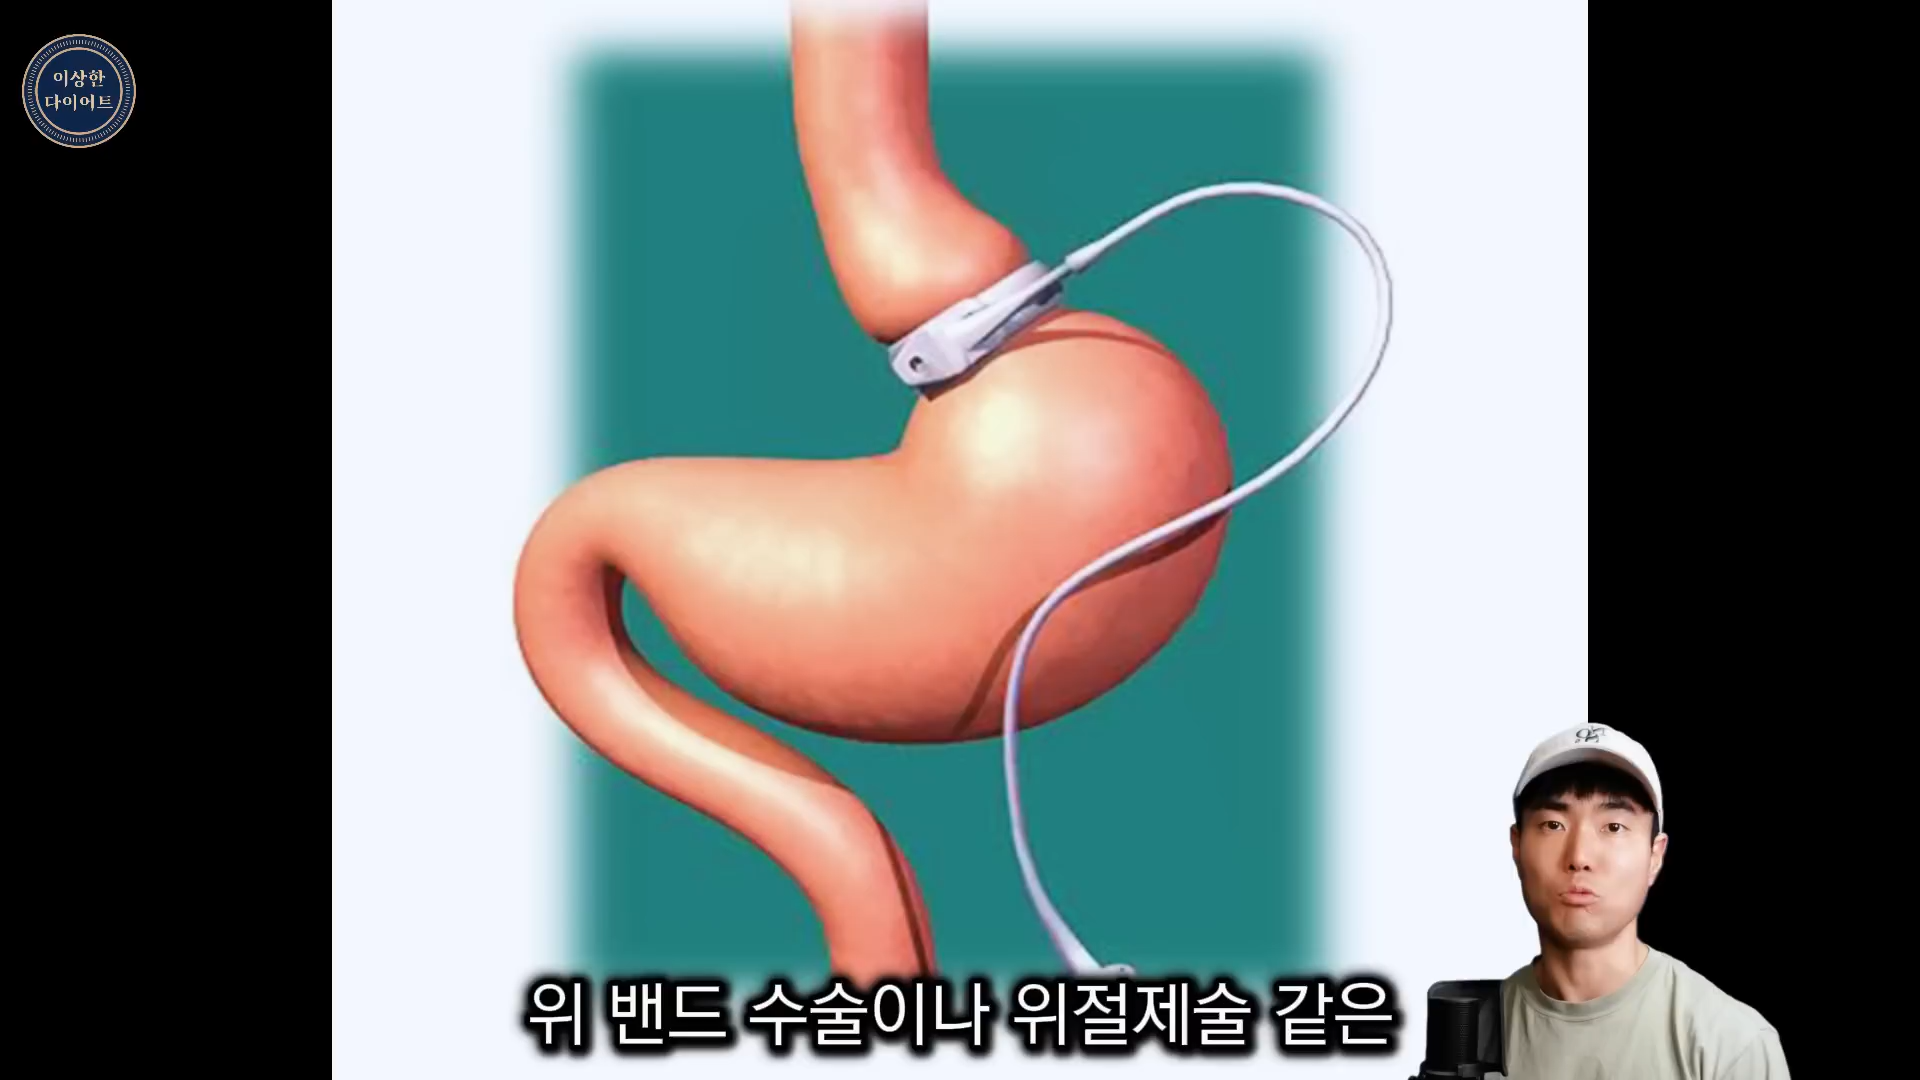 이상한
다이어트
위 밴드 수술이나 위절제술 같은